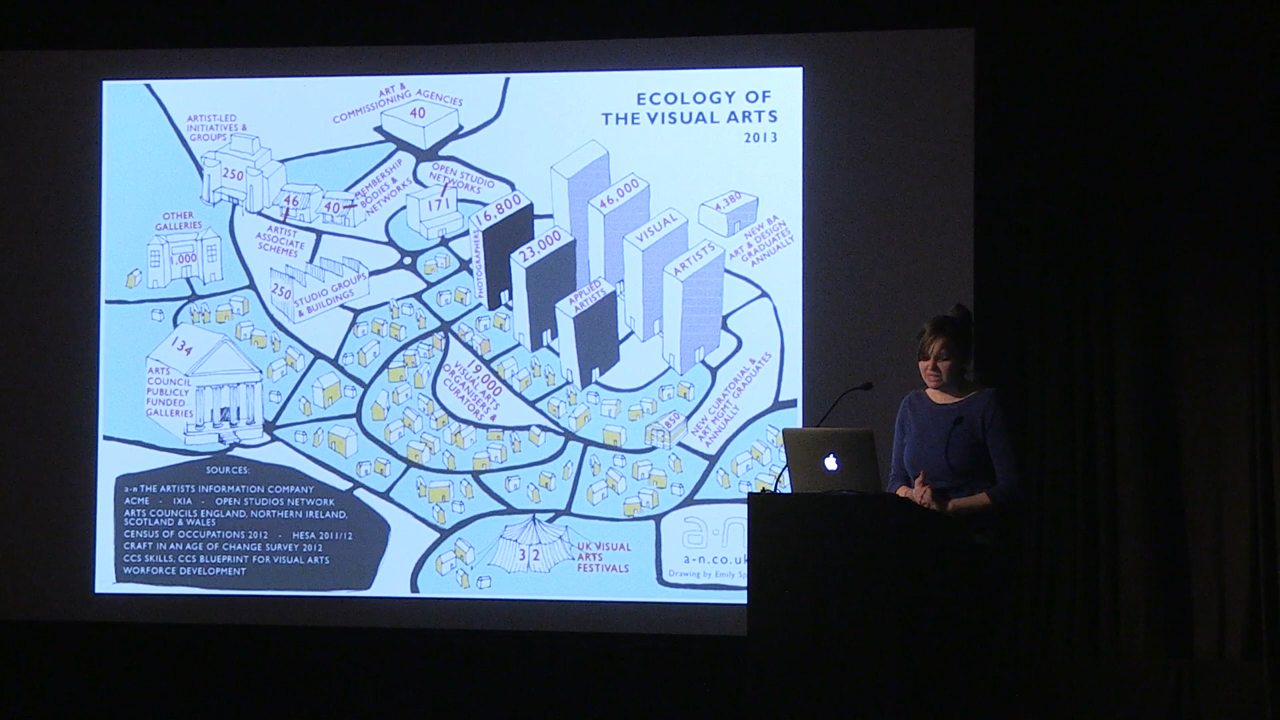 ECOLOGY OF
THE VISUAL ARTS
2013
ART &
COMMISSIONING AGENCIES
40
ARTIST-LED
INITIATIVES &
GROUPS
250
46
ARTIST
ASSOCIATE
SCHEMES
40
MEMBERSHIP
BODIES &
NETWORKS
OPEN STUDIO
NETWORKS
171
OTHER
GALLERIES
1,000
250
STUDIO GROUPS
& BUILDINGS
16,800
PHOTOGRAPHERS
23,000
APPLIED
ARTISTS
46,000
VISUAL
ARTISTS
4,380
NEW BA
ART & DESIGN
GRADUATES
ANNUALLY
134
ARTS
COUNCIL
PUBLICLY
FUNDED
GALLERIES
19,000
VISUAL ARTS
ORGANISERS &
CURATORS
850
NEW CURATORIAL &
ART MGMT GRADUATES
ANNUALLY
32
UK VISUAL
ARTS
FESTIVALS
SOURCES:
a-n THE ARTISTS INFORMATION COMPANY
ACME - IXIA - OPEN STUDIOS NETWORK
ARTS COUNCILS ENGLAND, NORTHERN IRELAND,
SCOTLAND & WALES
CENSUS OF OCCUPATIONS 2012 - HESA 2011/12
CRAFT IN AN AGE OF CHANGE SURVEY 2012
CCS SKILLS, CCS BLUEPRINT FOR VISUAL ARTS
WORFORCE DEVELOPMENT
a-n
a-n.co.uk
Drawing by Emily